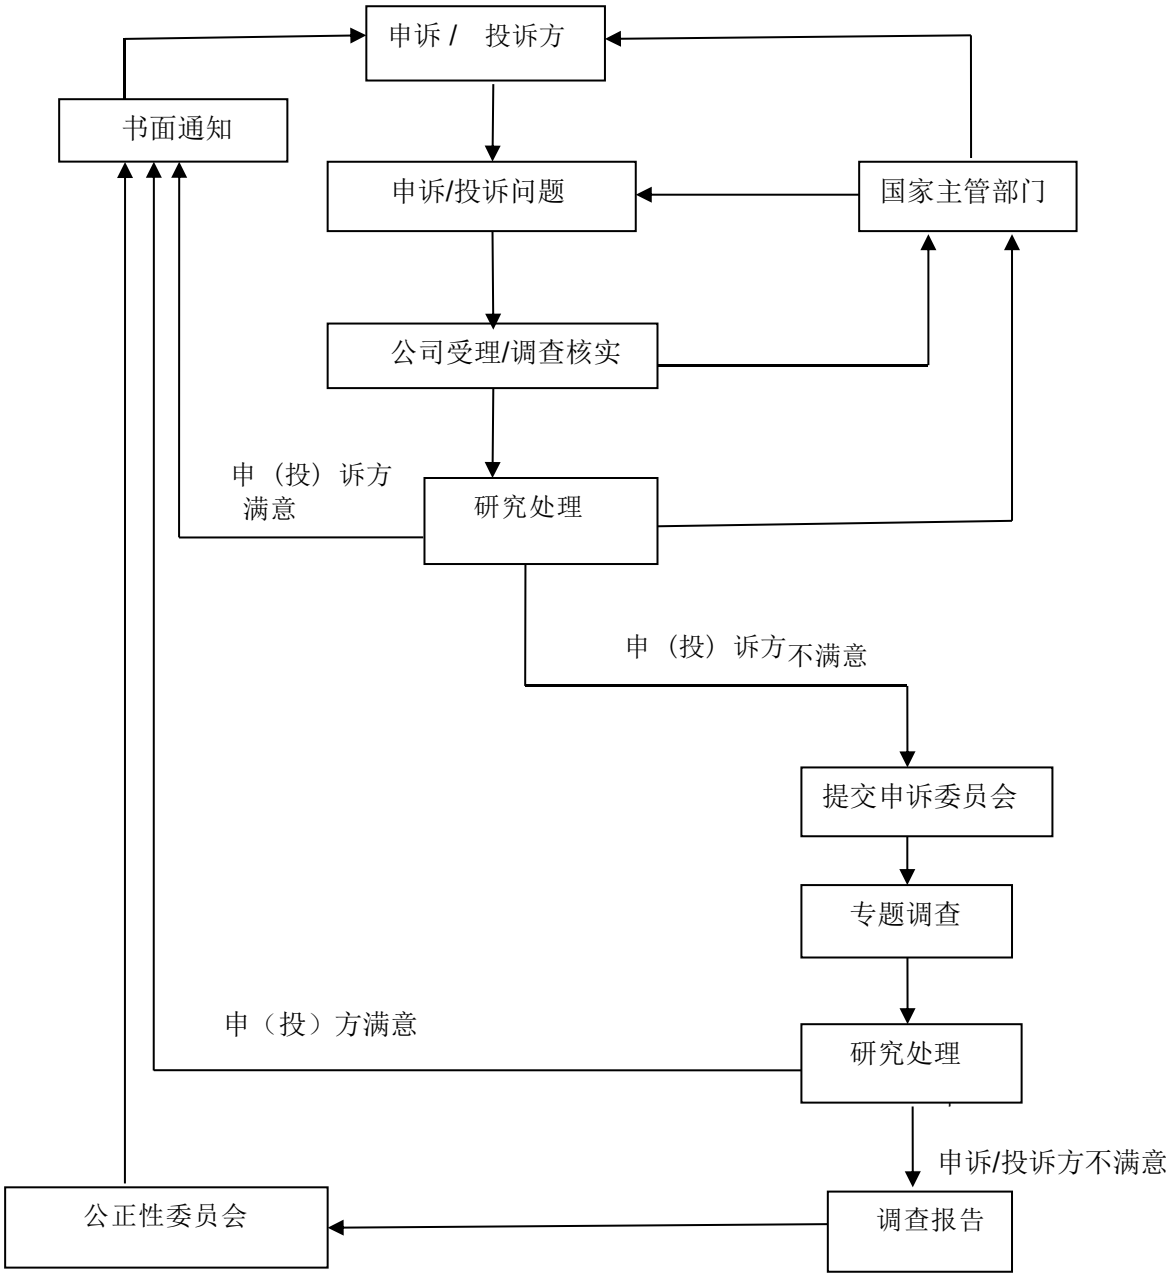 申诉 / 投诉方
书面通知
申诉/投诉问题
国家主管部门
公司受理/调查核实
申（投）诉方
满意
研究处理
申（投）诉方不满意
提交申诉委员会
专题调查
申（投）方满意
研究处理
申诉/投诉方不满意
公正性委员会
调查报告